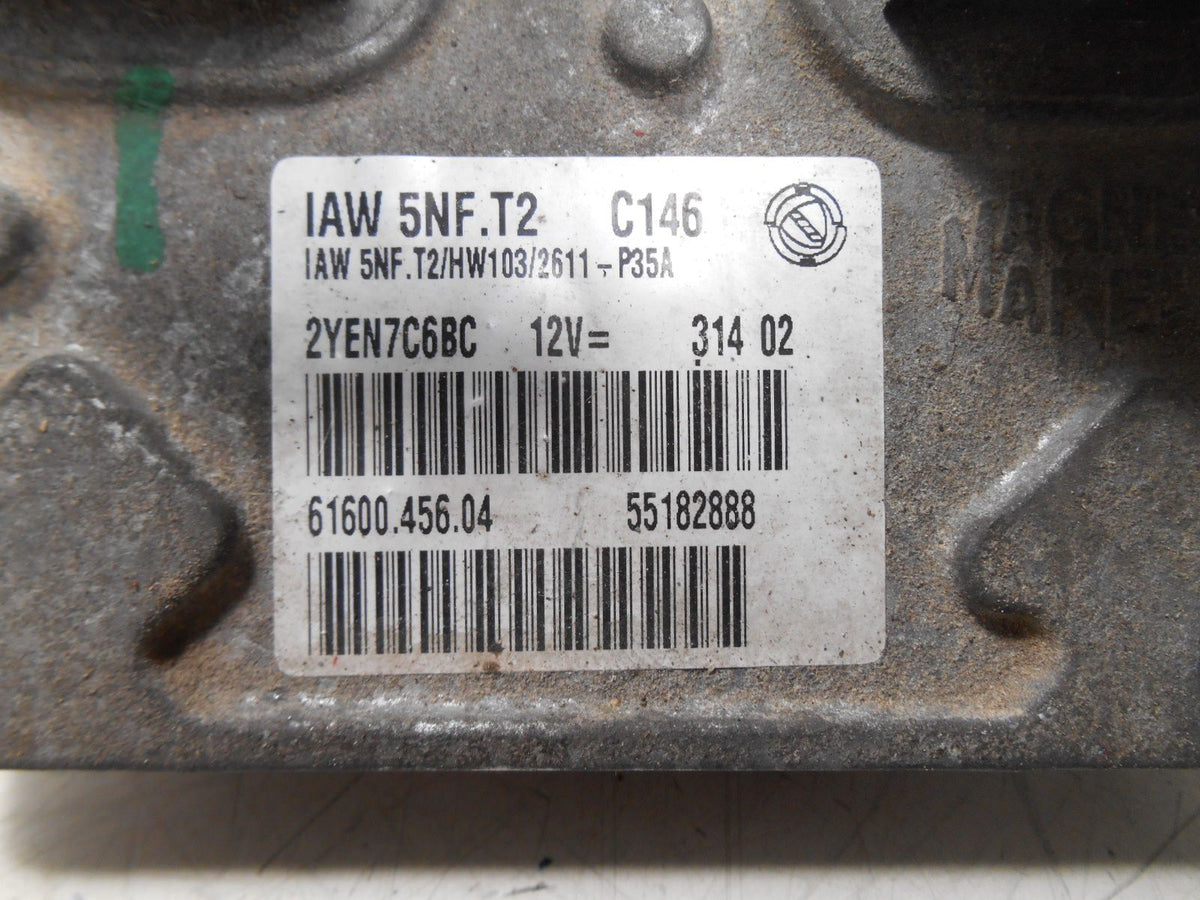 IAW 5NF.T2 C146
IAW 5NF.T2/HW103/2611-P35A
2YEN7C6BC 12V= 314 02
61600.456.04 55182888